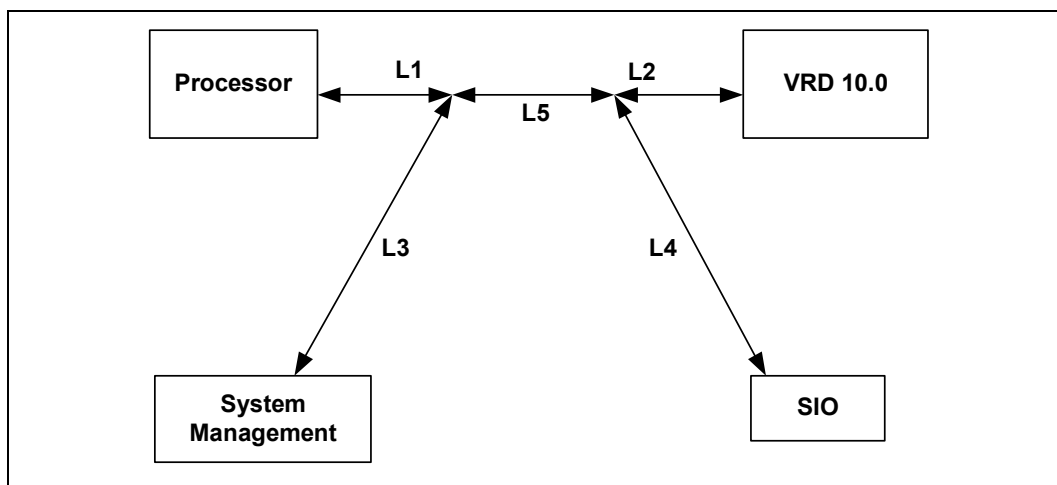 Processor
L1
L5
L2
VRD 10.0
L3
L4
System
Management
SIO